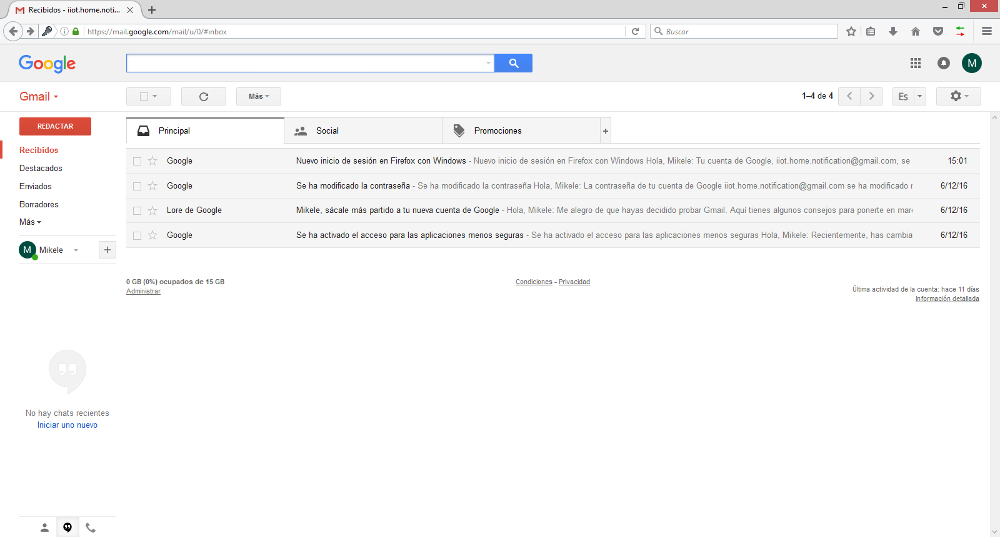 Recibidos - iiot.home.noti...
https://mail.google.com/mail/u/0/#inbox
Buscar
Google
M
Gmail
Más
1–4 de 4
Es
REDACTAR
Principal
Social
Promociones
Recibidos
Destacados
Enviados
Borradores
Más
M Mikele
Google Nuevo inicio de sesión en Firefox con Windows - Nuevo inicio de sesión en Firefox con Windows Hola, Mikele: Tu cuenta de Google, iiot.home.notification@gmail.com, se 15:01
Google Se ha modificado la contraseña - Se ha modificado la contraseña Hola, Mikele: La contraseña de tu cuenta de Google iiot.home.notification@gmail.com se ha modificado 6/12/16
Lore de Google Mikele, sácale más partido a tu nueva cuenta de Google - Hola, Mikele: Me alegro de que hayas decidido probar Gmail. Aquí tienes algunos consejos para ponerte en mar 6/12/16
Google Se ha activado el acceso para las aplicaciones menos seguras - Se ha activado el acceso para las aplicaciones menos seguras Hola, Mikele: Recientemente, has cambia 6/12/16
0 GB (0%) ocupados de 15 GB
Administrar
Condiciones - Privacidad
Última actividad de la cuenta: hace 11 días
Información detallada
No hay chats recientes
Iniciar uno nuevo